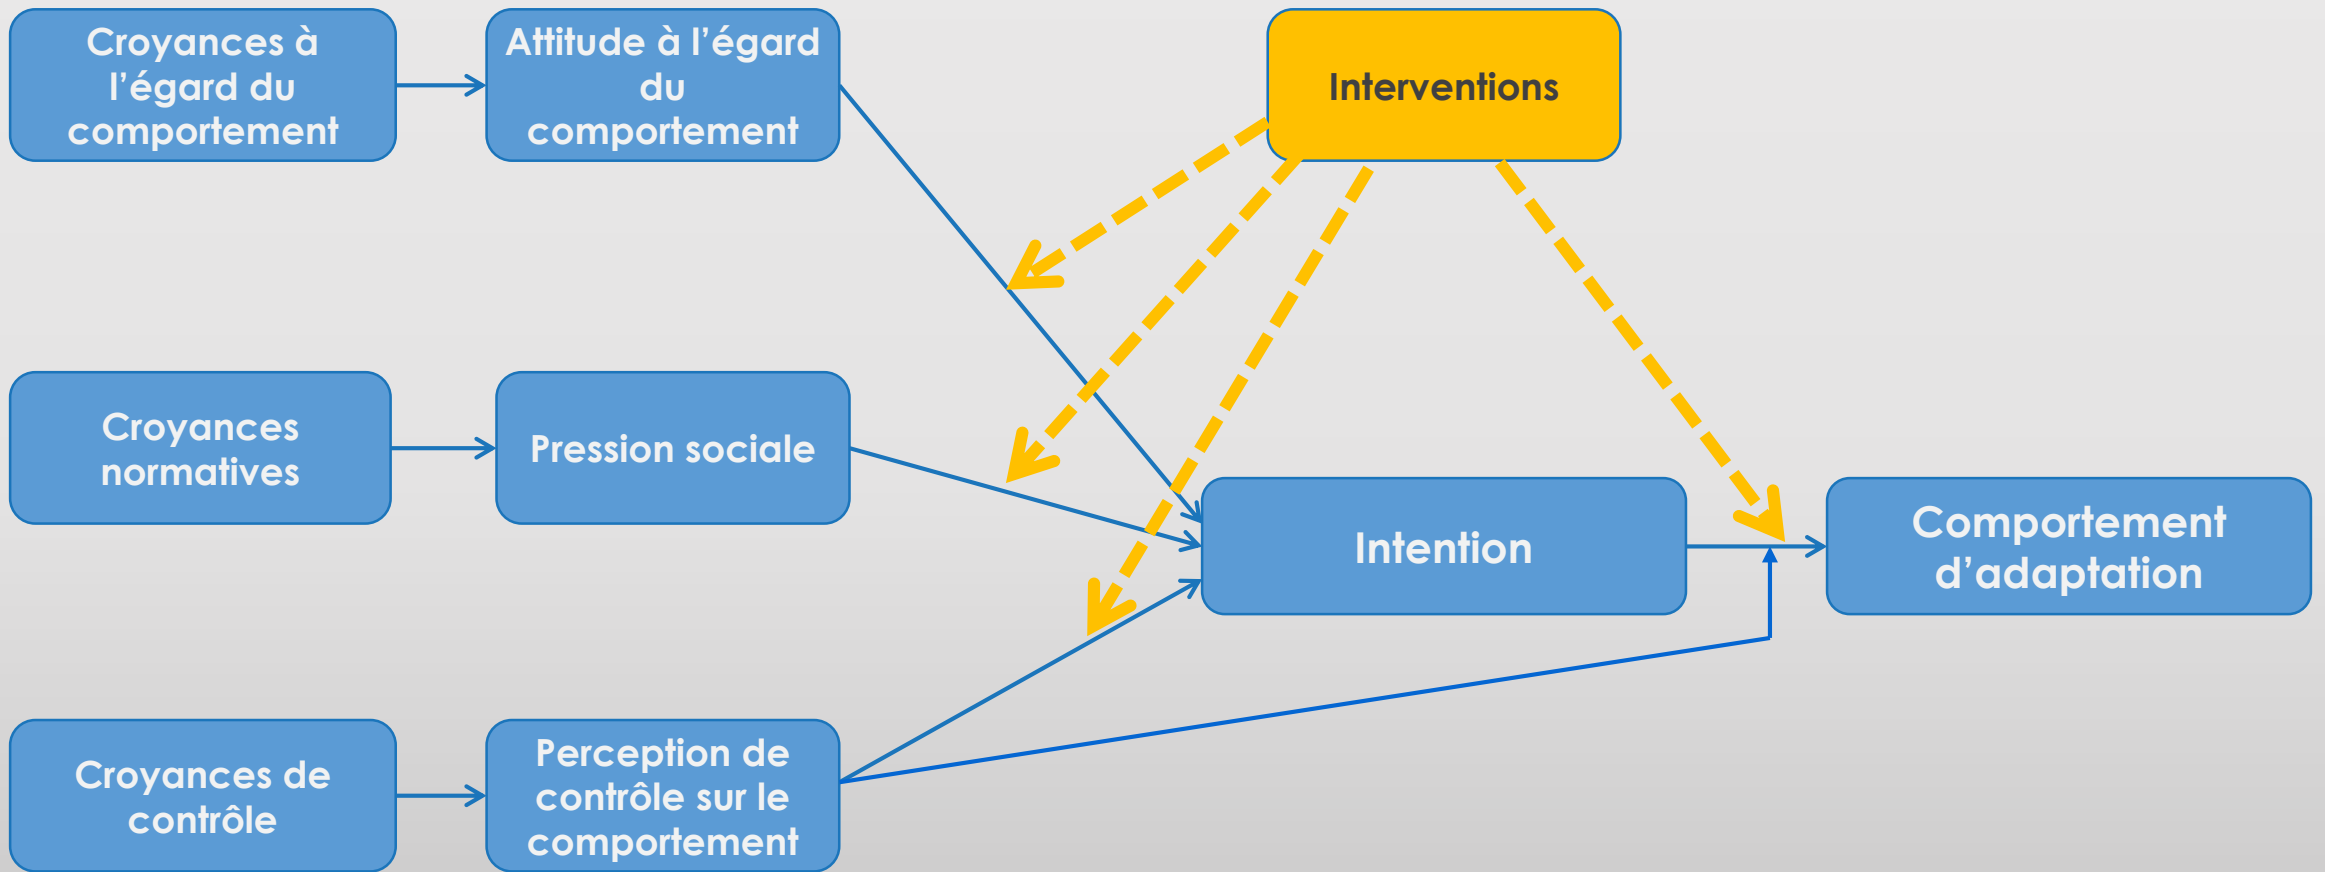 Croyances à
l’égard du
comportement
Attitude à l’égard
du
comportement
Interventions
Croyances
normatives
Pression sociale
Intention
Comportement
d’adaptation
Croyances de
contrôle
Perception de
contrôle sur le
comportement